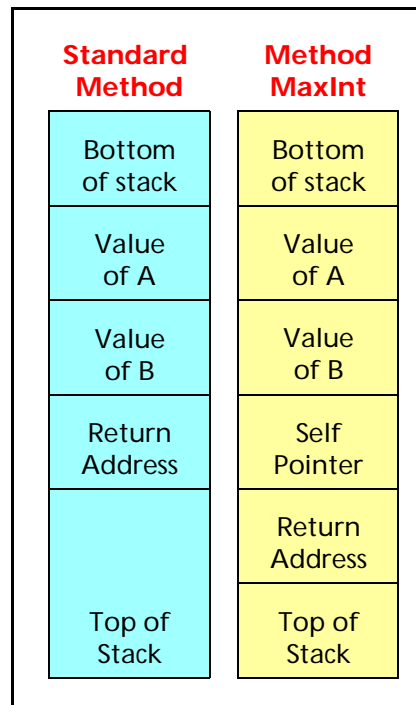 Standard
Method
Bottom
of stack
Value
of A
Value
of B
Return
Address
Top of
Stack
Method
MaxInt
Bottom
of stack
Value
of A
Value
of B
Self
Pointer
Return
Address
Top of
Stack